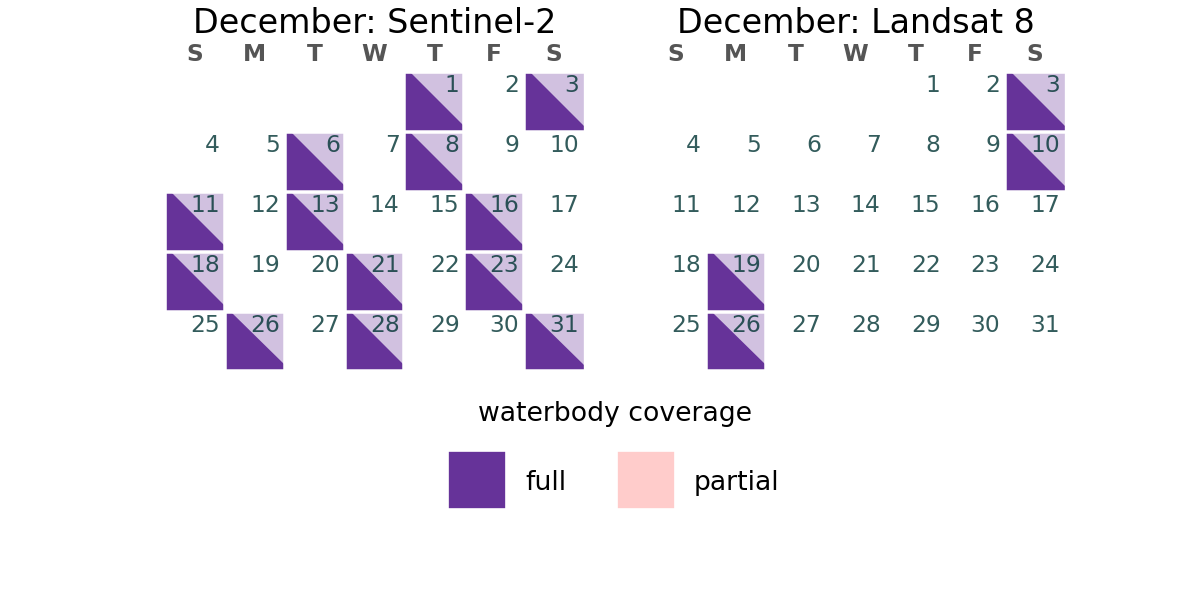 December: Sentinel-2
S M T W T F S
1 2 3
4 5 6 7 8 9 10
11 12 13 14 15 16 17
18 19 20 21 22 23 24
25 26 27 28 29 30 31
December: Landsat 8
S M T W T F S
1 2 3
4 5 6 7 8 9 10
11 12 13 14 15 16 17
18 19 20 21 22 23 24
25 26 27 28 29 30 31
waterbody coverage
full partial